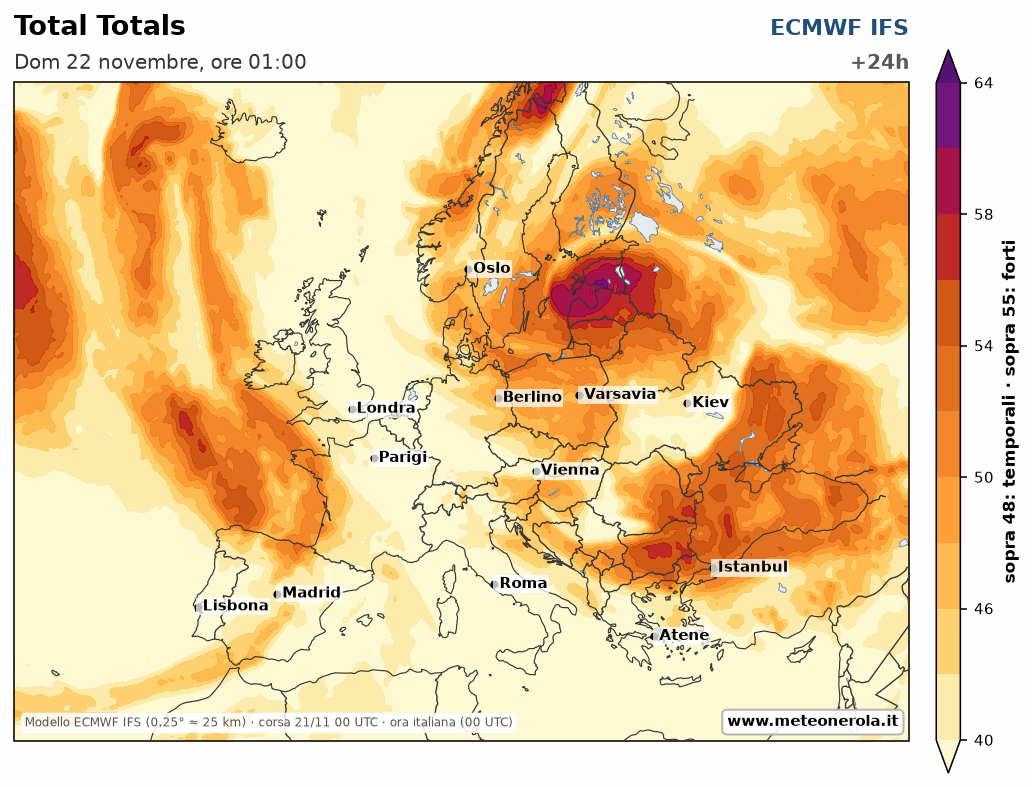 Total Totals
ECMWF IFS
Dom 22 novembre, ore 01:00
+24h
64
58
54
50
46
40
sopra 48: temporali · sopra 55: forti
Oslo
Londra
Berlino
Varsavia
Kiev
Parigi
Vienna
Istanbul
Roma
Madrid
Lisbona
Atene
Modello ECMWF IFS (0,25° ≈ 25 km) · corsa 21/11 00 UTC · ora italiana (00 UTC)
www.meteonerola.it